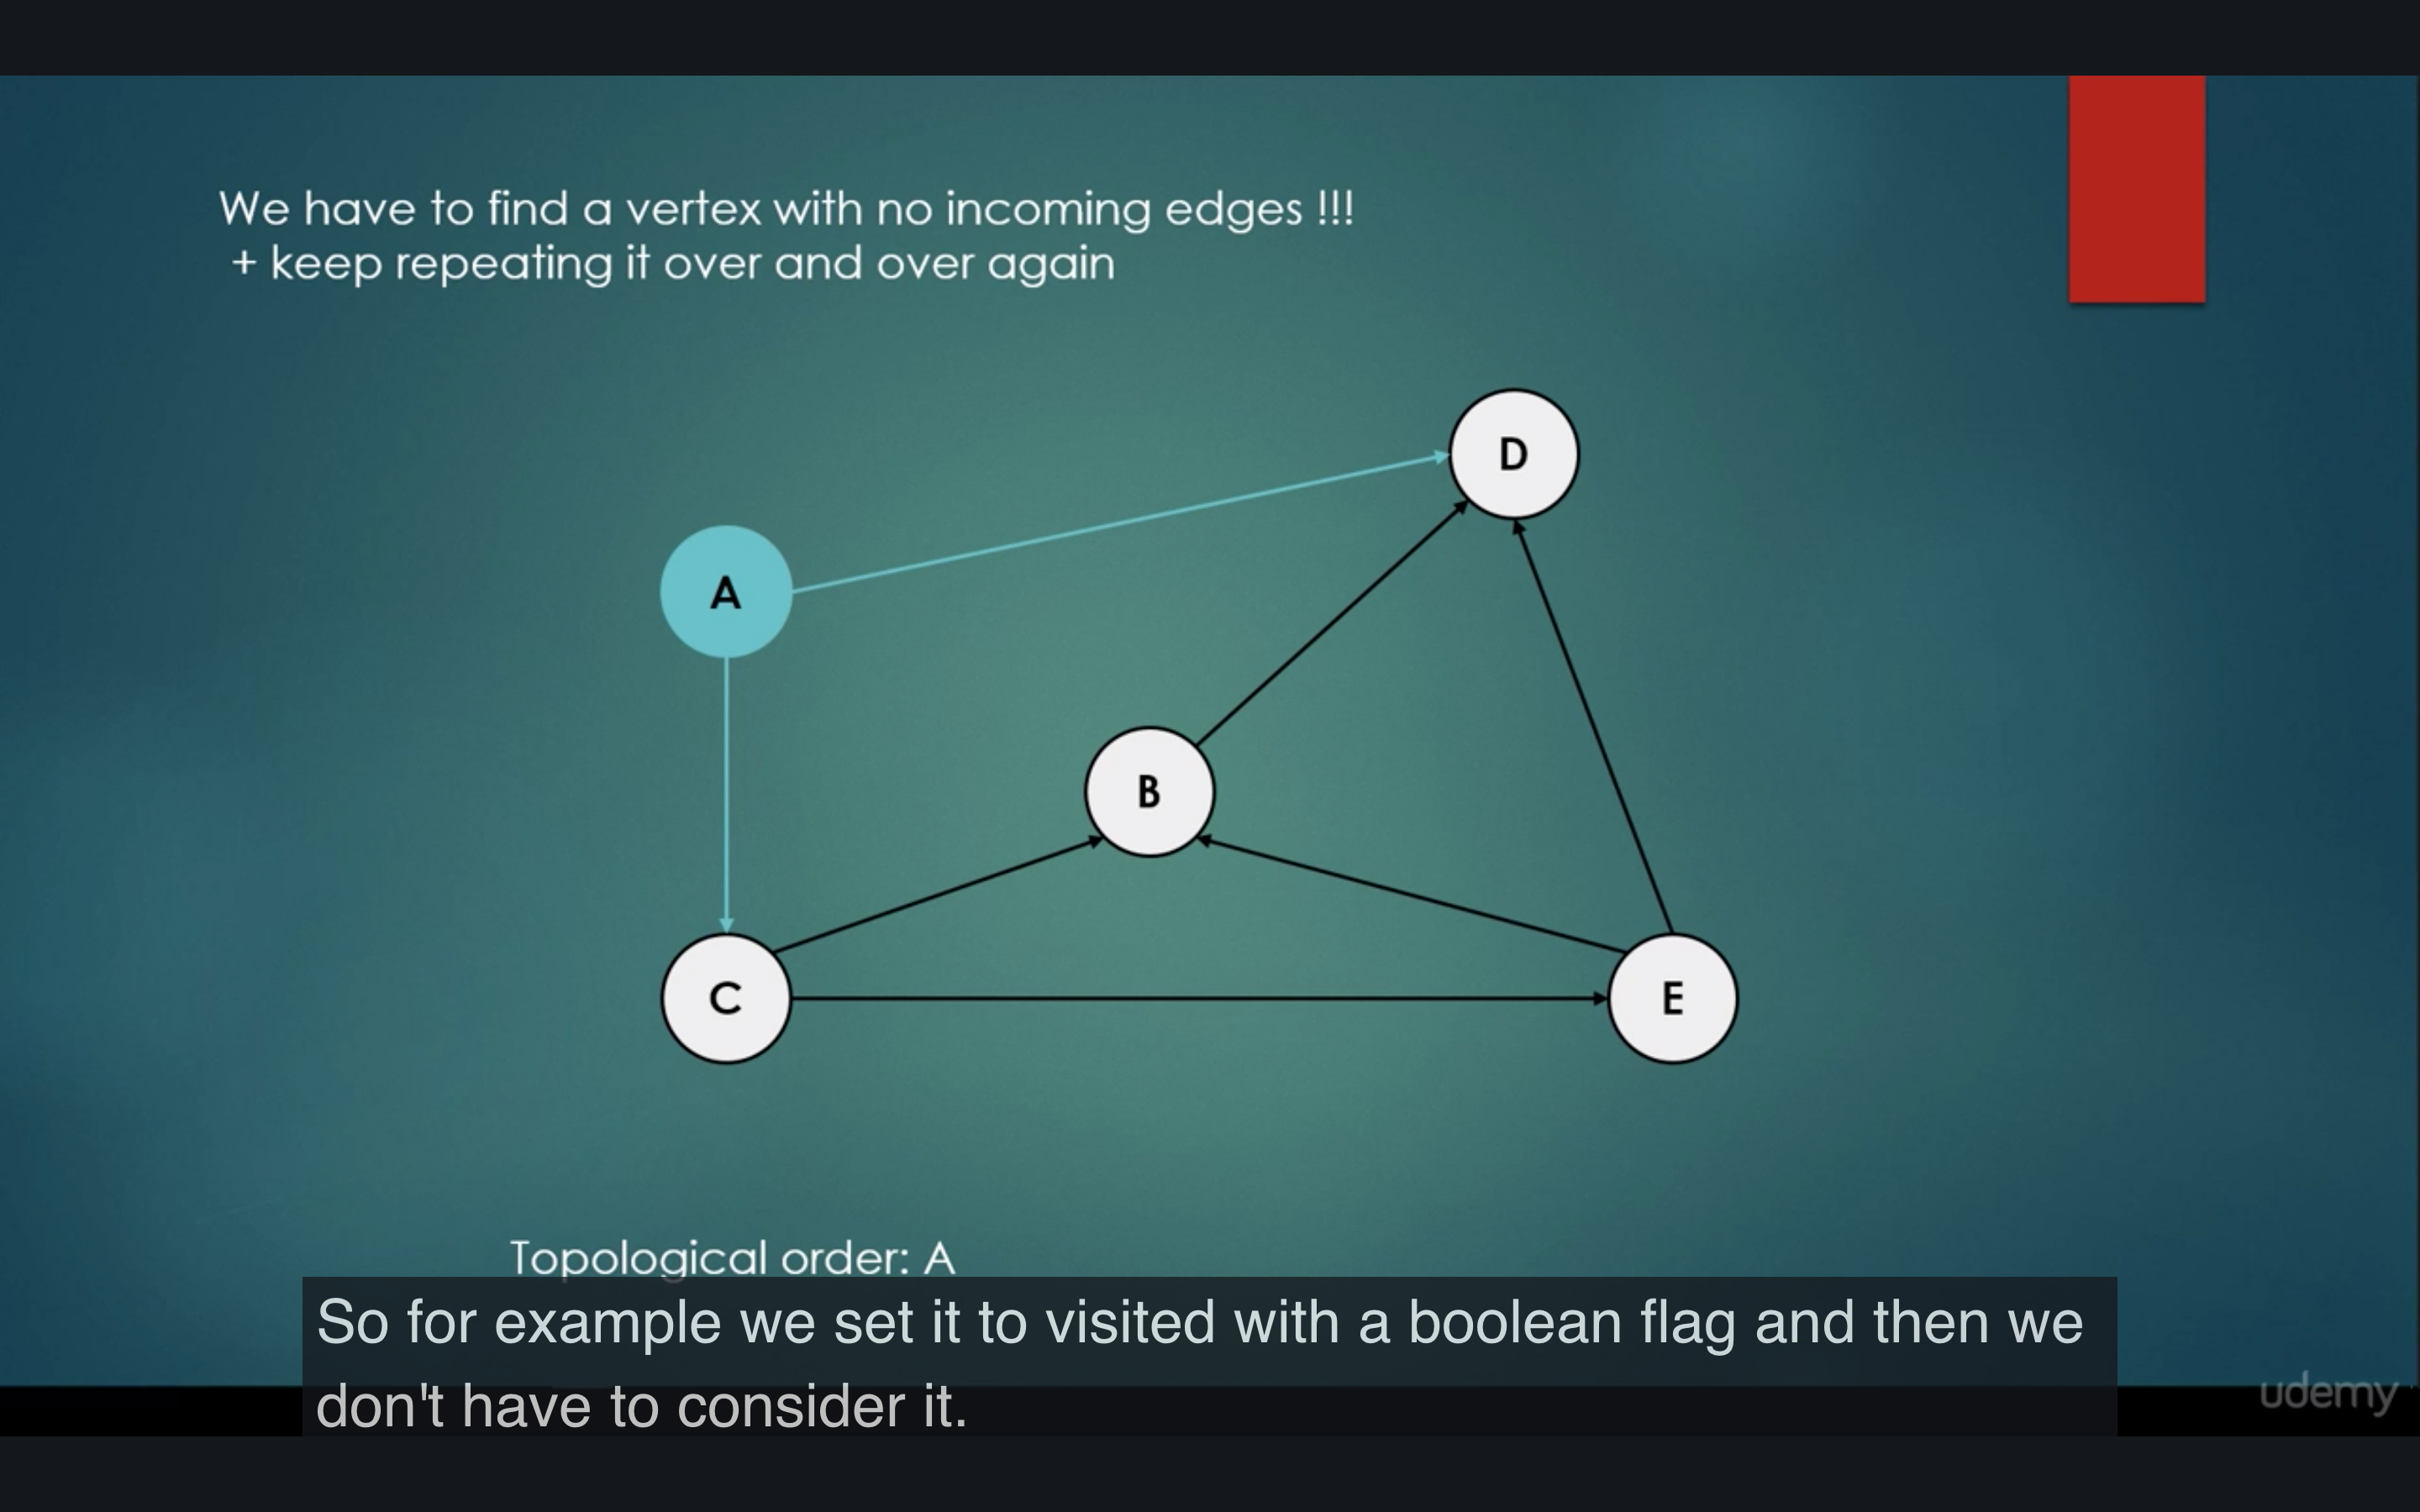 We have to find a vertex with no incoming edges !!!
+ keep repeating it over and over again
D
A
B
C
E
Topological order: A
So for example we set it to visited with a boolean flag and then we
don't have to consider it.
udemy